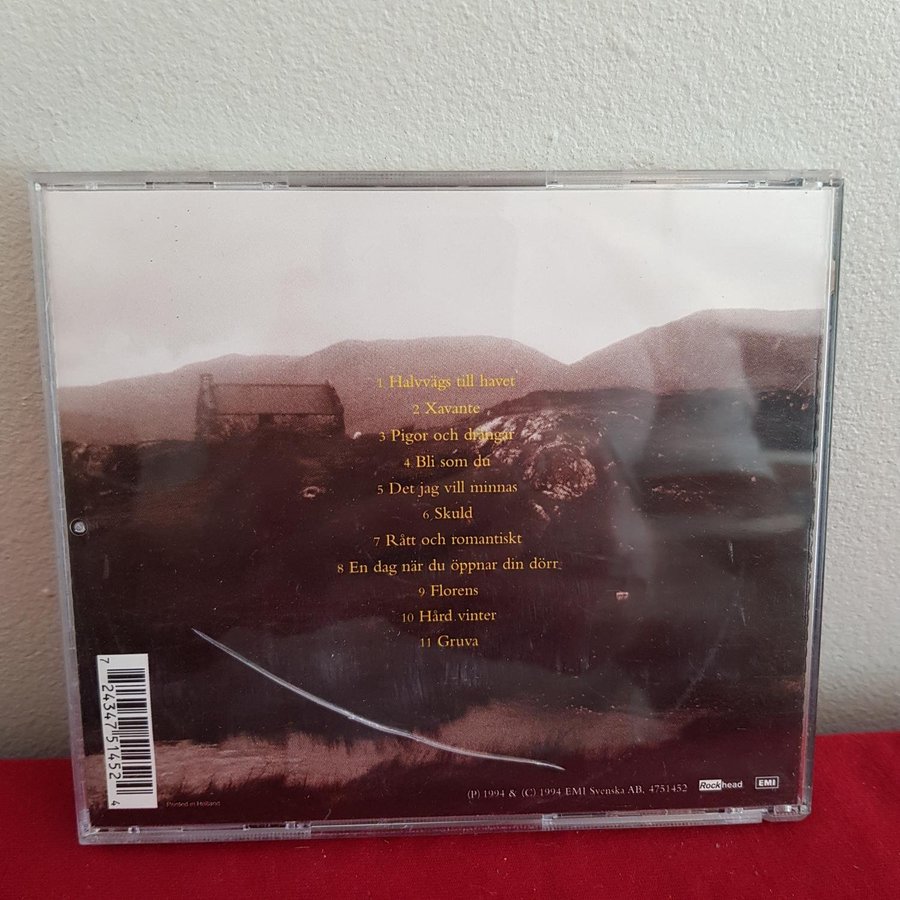 1 Halvvägs till havet
2 Xavante
3 Pigor och drängar
4 Bli som du
5 Det jag vill minnas
6 Skuld
7 Rått och romantiskt
8 En dag när du öppnar din dörr
9 Florens
10 Hård vinter
11 Gruva
7 24347 51452 4
Printed in Holland
(P) 1994 & (C) 1994 EMI Svenska AB, 4751452
Rockhead
EMI